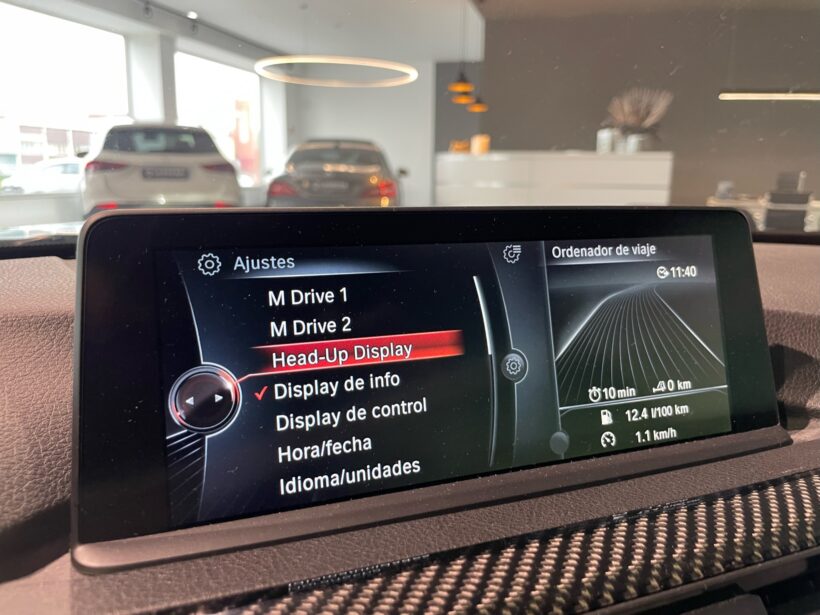 Ajustes
M Drive 1
M Drive 2
Head-Up Display
Display de info
Display de control
Hora/fecha
Idioma/unidades
Ordenador de viaje
11:40
10 min 0 km
12.4 l/100 km
1.1 km/h